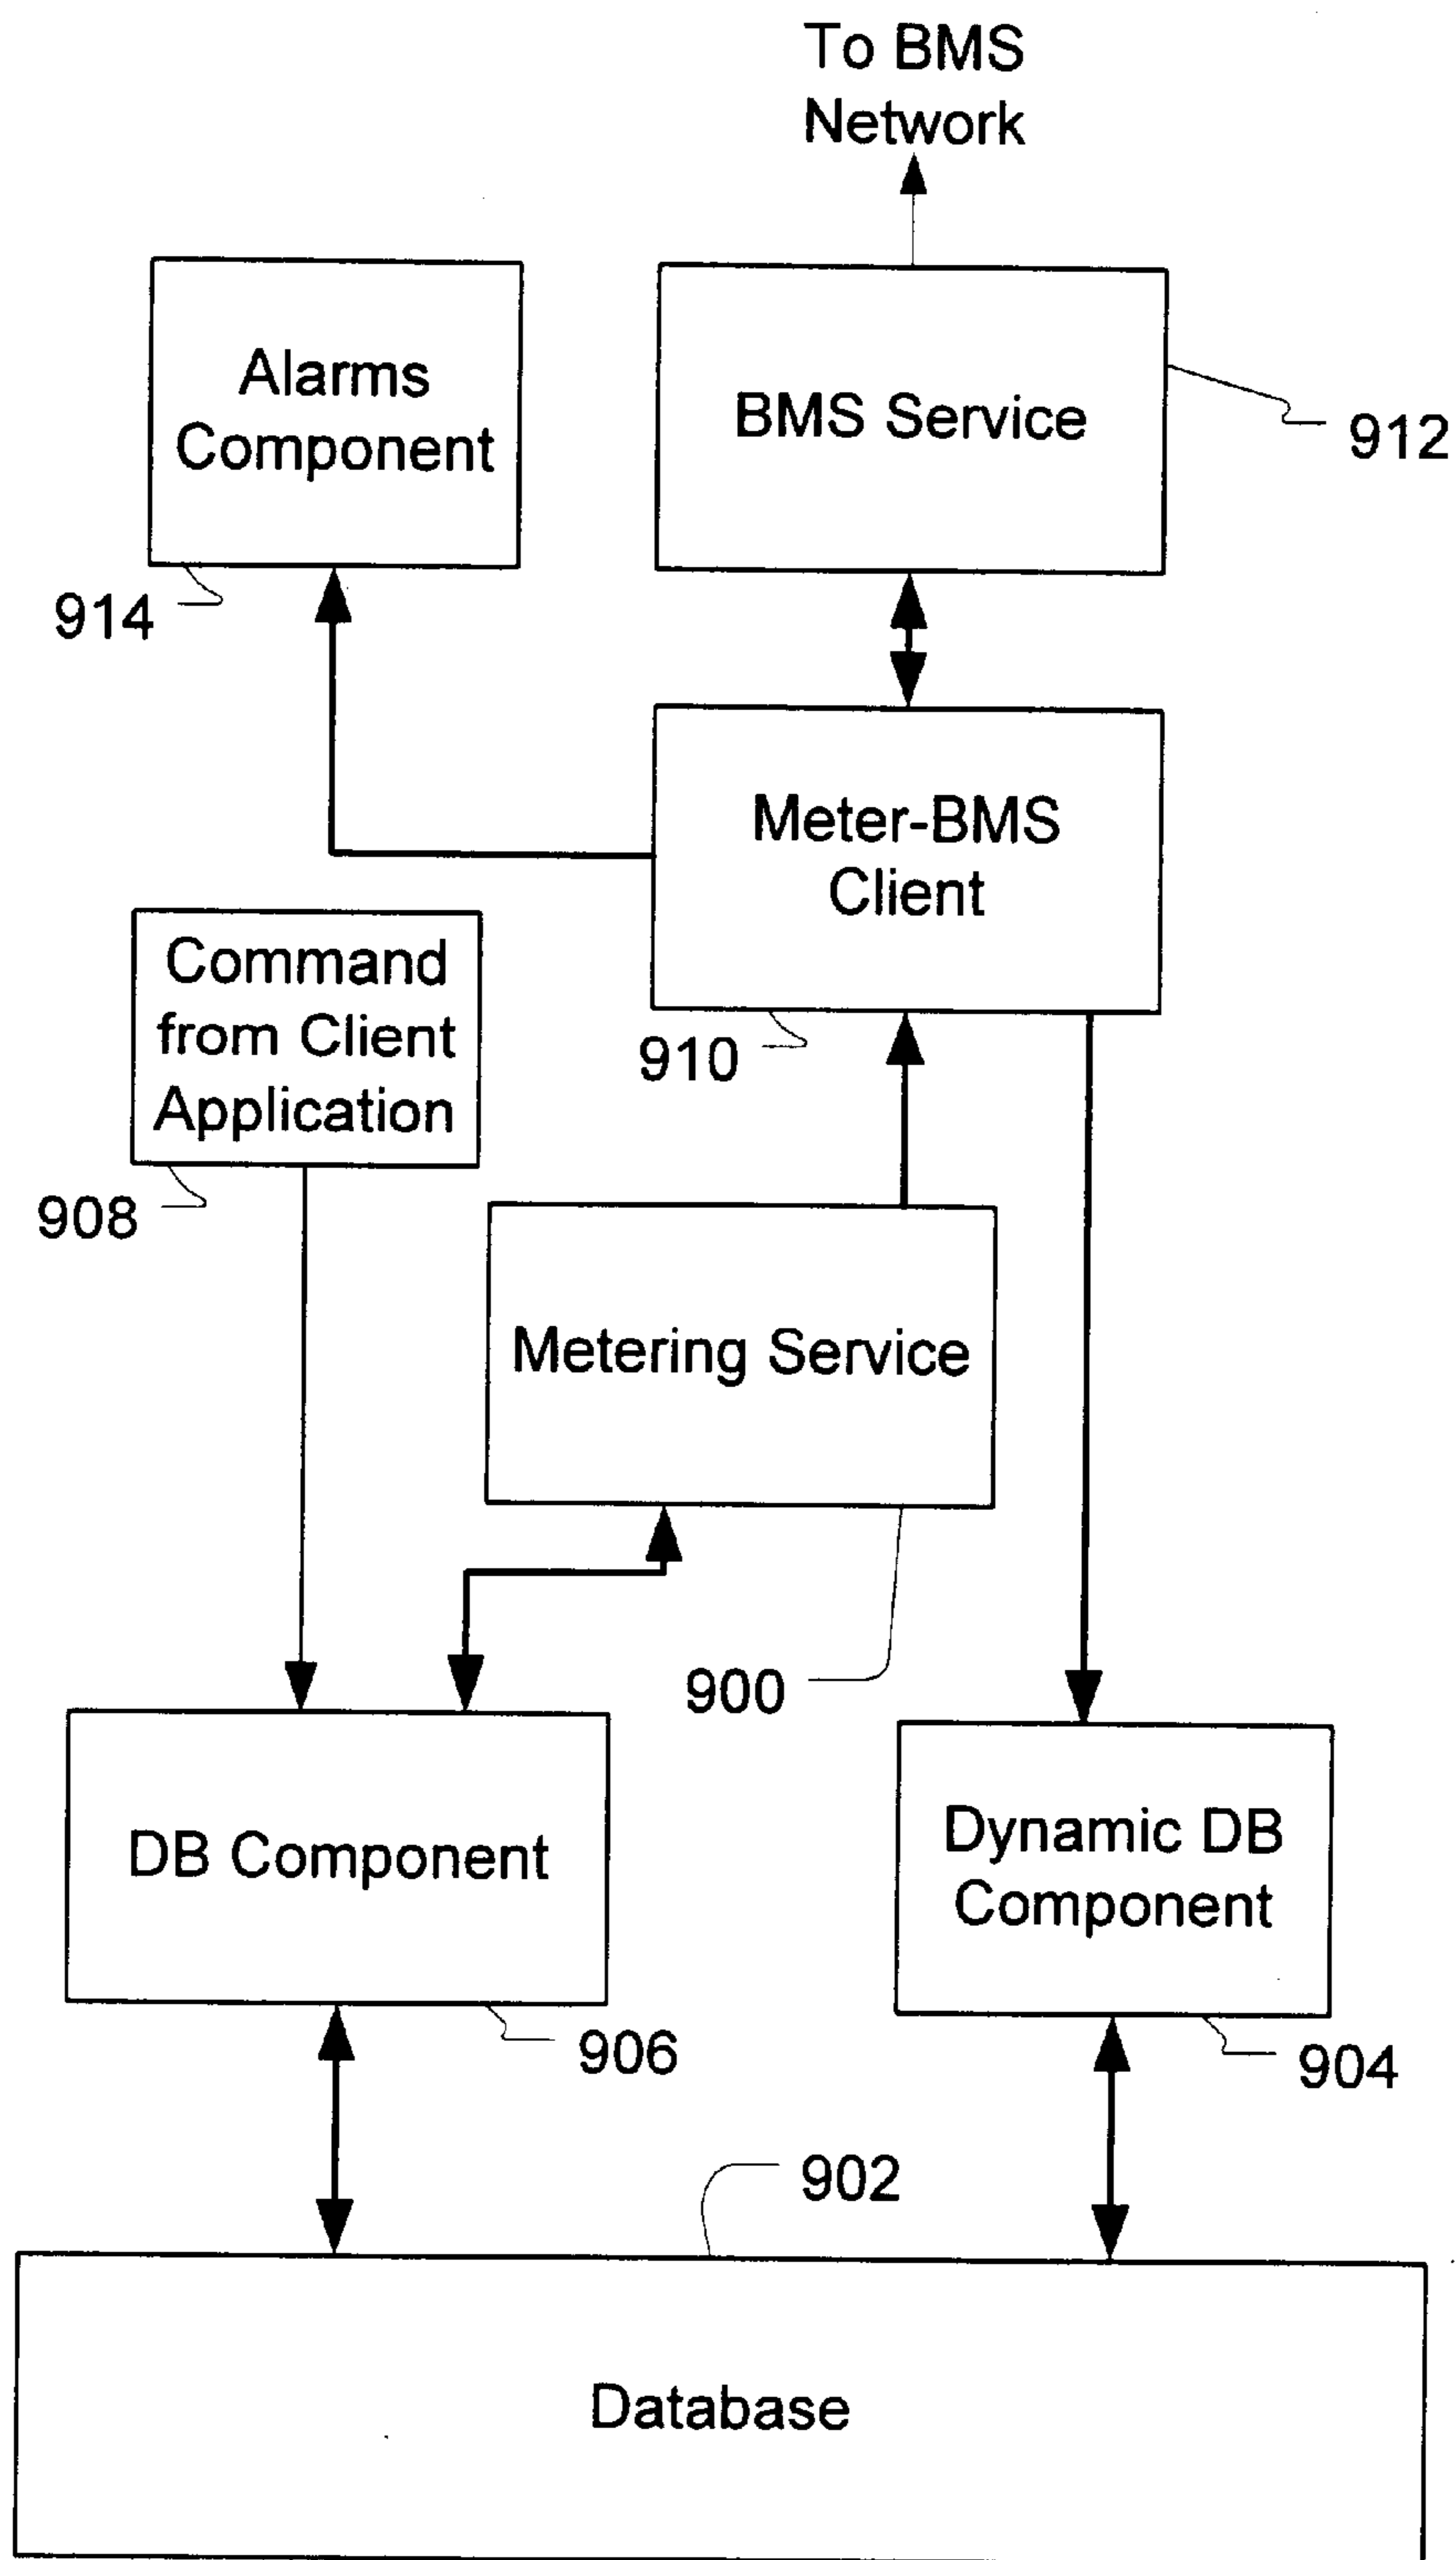 To BMS
Network
Alarms
Component
BMS Service
912
914
Meter-BMS
Client
Command
from Client
Application
910
908
Metering Service
900
DB Component
Dynamic DB
Component
906
904
902
Database